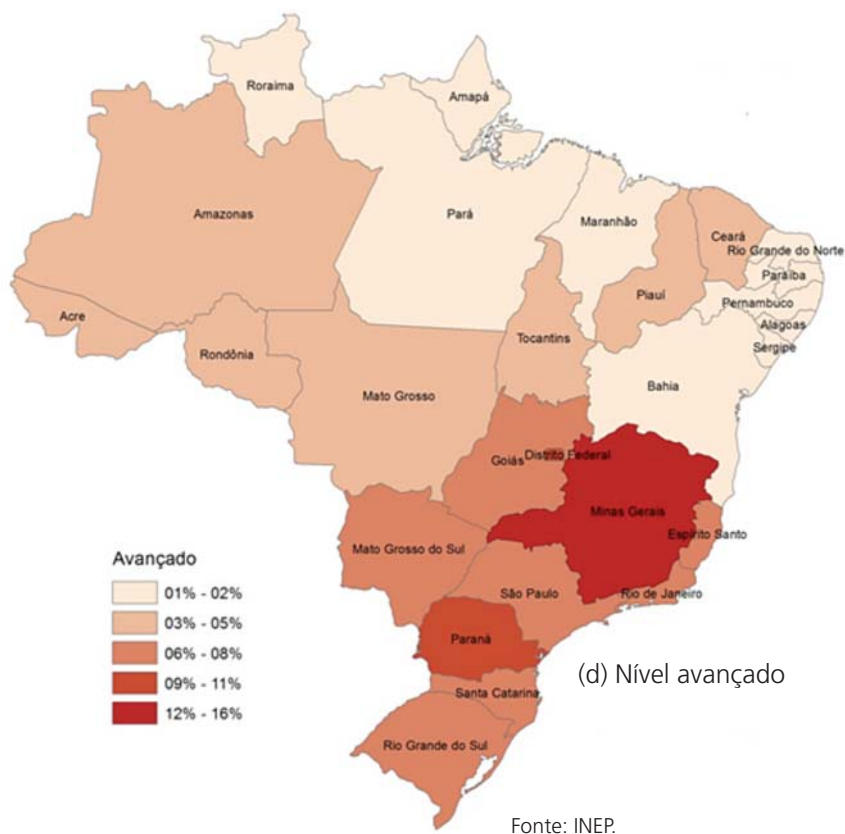 Roraima
Amapá
Amazonas
Pará
Maranhão
Ceará
Rio Grande do Norte
Paraíba
Piauí
Pernambuco
Acre
Alagoas
Tocantins
Sergipe
Rondônia
Mato Grosso
Bahia
Goiás
Distrito Federal
Minas Gerais
Espírito Santo
Mato Grosso do Sul
São Paulo
Rio de Janeiro
Paraná
Santa Catarina
Rio Grande do Sul
Avançado
01% - 02%
03% - 05%
06% - 08%
09% - 11%
12% - 16%
(d) Nível avançado
Fonte: INEP.